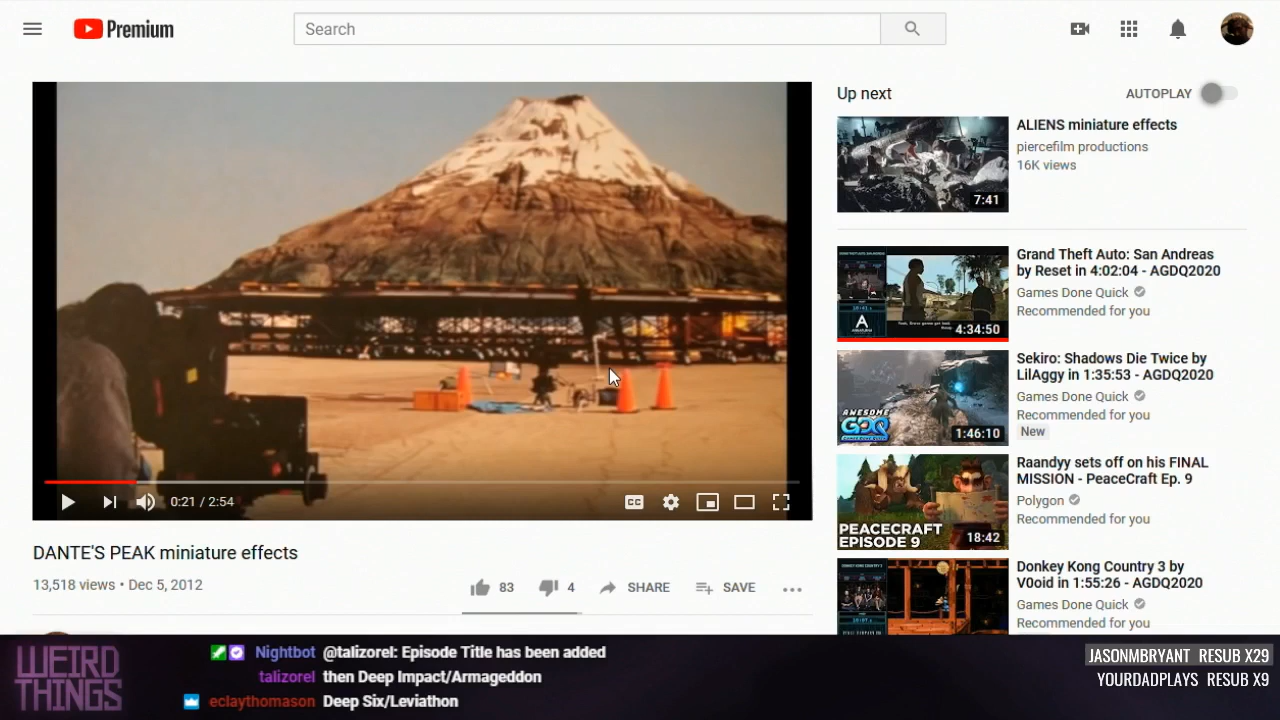 Premium
Search
Up next
AUTOPLAY
ALIENS miniature effects
piercefilm productions
16K views
7:41
Grand Theft Auto: San Andreas
by Reset in 4:02:04 - AGDQ2020
Games Done Quick
Recommended for you
4:34:50
Sekiro: Shadows Die Twice by
LilAggy in 1:35:53 - AGDQ2020
Games Done Quick
Recommended for you
New
AWESOME
GDQ
1:46:10
Raandyy sets off on his FINAL
MISSION - PeaceCraft Ep. 9
Polygon
Recommended for you
PEACECRAFT
EPISODE 9
18:42
Donkey Kong Country 3 by
V0oid in 1:55:26 - AGDQ2020
Games Done Quick
Recommended for you
CC
0:21 / 2:54
DANTE'S PEAK miniature effects
13,518 views • Dec 5, 2012
83
4
SHARE
SAVE
WEIRD
THINGS
Nightbot @talizorel: Episode Title has been added
talizorel then Deep Impact/Armageddon
eclaythomason Deep Six/Leviathon
JASONMBRYANT RESUB X29
YOURDADPLAYS RESUB X9